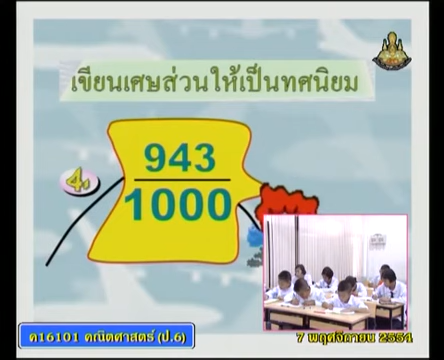 เขียนเศษส่วนให้เป็นทศนิยม
4.
943
1000
ค16101 คณิตศาสตร์ (ป.6)
7 พฤศจิกายน 2554